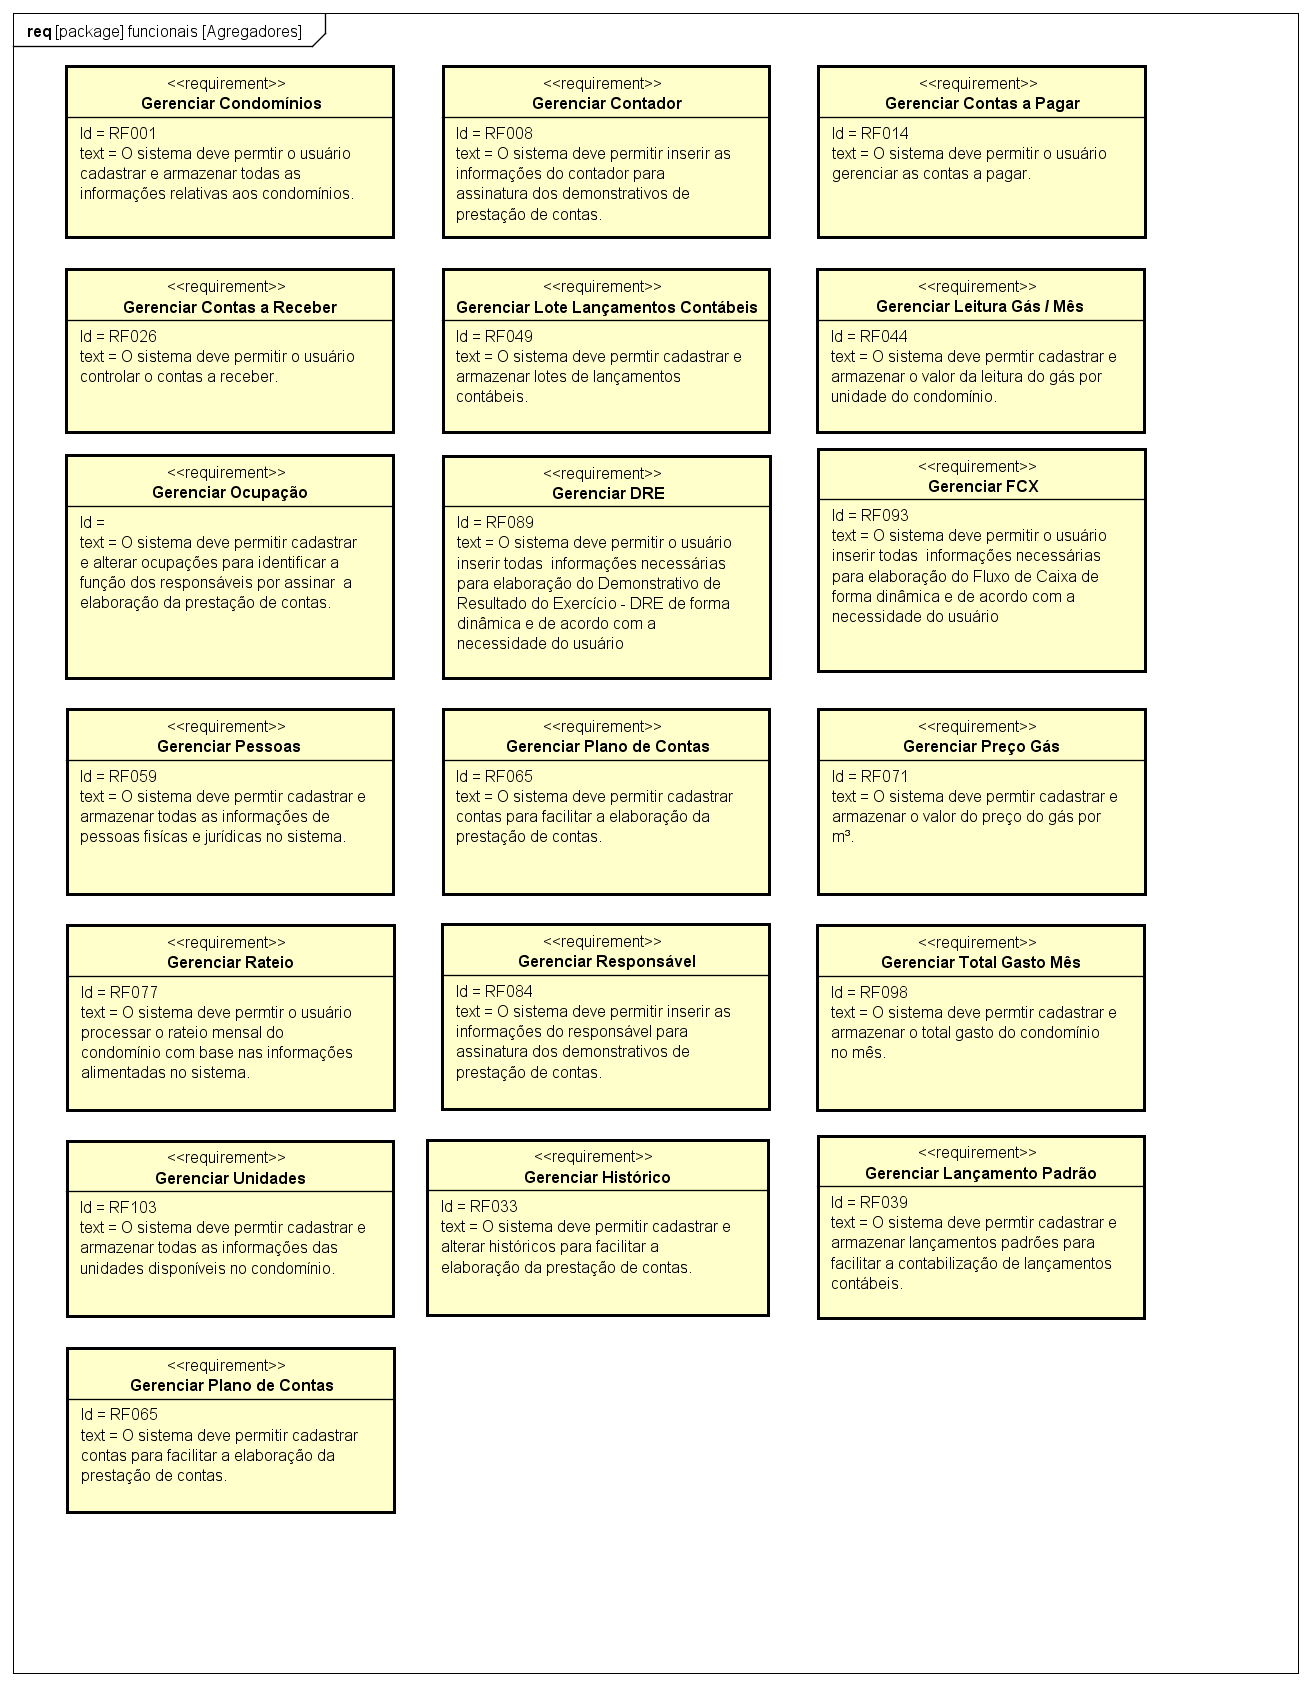 req [package] funcionais [Agregadores]
<<requirement>>
Gerenciar Condomínios
Id = RF001
text = O sistema deve permtir o usuário
cadastrar e armazenar todas as
informações relativas aos condomínios.
<<requirement>>
Gerenciar Contador
Id = RF008
text = O sistema deve permitir inserir as
informações do contador para
assinatura dos demonstrativos de
prestação de contas.
<<requirement>>
Gerenciar Contas a Pagar
Id = RF014
text = O sistema deve permitir o usuário
gerenciar as contas a pagar.
<<requirement>>
Gerenciar Contas a Receber
Id = RF026
text = O sistema deve permitir o usuário
controlar o contas a receber.
<<requirement>>
Gerenciar Lote Lançamentos Contábeis
Id = RF049
text = O sistema deve permtir cadastrar e
armazenar lotes de lançamentos
contábeis.
<<requirement>>
Gerenciar Leitura Gás / Mês
Id = RF044
text = O sistema deve permtir cadastrar e
armazenar o valor da leitura do gás por
unidade do condomínio.
<<requirement>>
Gerenciar Ocupação
Id =
text = O sistema deve permitir cadastrar
e alterar ocupações para identificar a
função dos responsáveis por assinar  a
elaboração da prestação de contas.
<<requirement>>
Gerenciar DRE
Id = RF089
text = O sistema deve permitir o usuário
inserir todas  informações necessárias
para elaboração do Demonstrativo de
Resultado do Exercício - DRE de forma
dinâmica e de acordo com a
necessidade do usuário
<<requirement>>
Gerenciar FCX
Id = RF093
text = O sistema deve permitir o usuário
inserir todas  informações necessárias
para elaboração do Fluxo de Caixa de
forma dinâmica e de acordo com a
necessidade do usuário
<<requirement>>
Gerenciar Pessoas
Id = RF059
text = O sistema deve permtir cadastrar e
armazenar todas as informações de
pessoas fisícas e jurídicas no sistema.
<<requirement>>
Gerenciar Plano de Contas
Id = RF065
text = O sistema deve permitir cadastrar
contas para facilitar a elaboração da
prestação de contas.
<<requirement>>
Gerenciar Preço Gás
Id = RF071
text = O sistema deve permtir cadastrar e
armazenar o valor do preço do gás por
m³.
<<requirement>>
Gerenciar Rateio
Id = RF077
text = O sistema deve permtir o usuário
processar o rateio mensal do
condomínio com base nas informações
alimentadas no sistema.
<<requirement>>
Gerenciar Responsável
Id = RF084
text = O sistema deve permitir inserir as
informações do responsável para
assinatura dos demonstrativos de
prestação de contas.
<<requirement>>
Gerenciar Total Gasto Mês
Id = RF098
text = O sistema deve permtir cadastrar e
armazenar o total gasto do condomínio
no mês.
<<requirement>>
Gerenciar Unidades
Id = RF103
text = O sistema deve permtir cadastrar e
armazenar todas as informações das
unidades disponíveis no condomínio.
<<requirement>>
Gerenciar Histórico
Id = RF033
text = O sistema deve permitir cadastrar e
alterar históricos para facilitar a
elaboração da prestação de contas.
<<requirement>>
Gerenciar Lançamento Padrão
Id = RF039
text = O sistema deve permtir cadastrar e
armazenar lançamentos padrões para
facilitar a contabilização de lançamentos
contábeis.
<<requirement>>
Gerenciar Plano de Contas
Id = RF065
text = O sistema deve permitir cadastrar
contas para facilitar a elaboração da
prestação de contas.